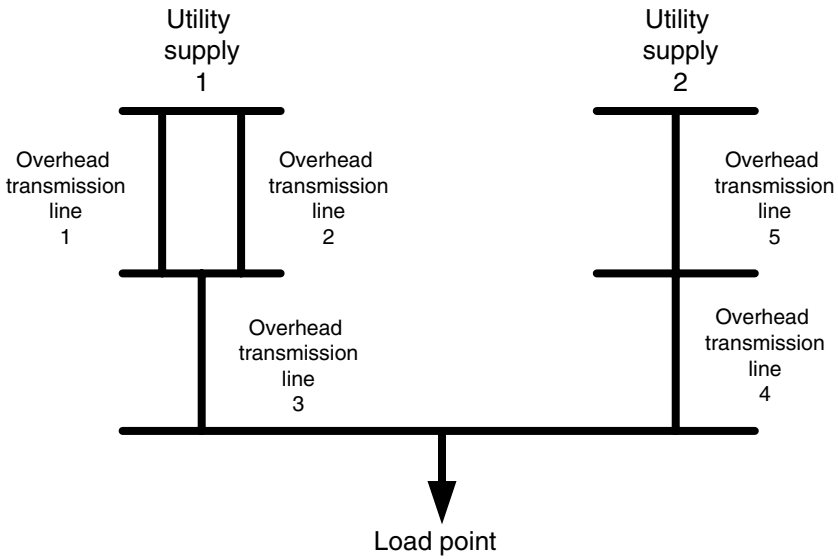 Utility
supply
1
Utility
supply
2
Overhead
transmission
line
1
Overhead
transmission
line
2
Overhead
transmission
line
5
Overhead
transmission
line
3
Overhead
transmission
line
4
Load point